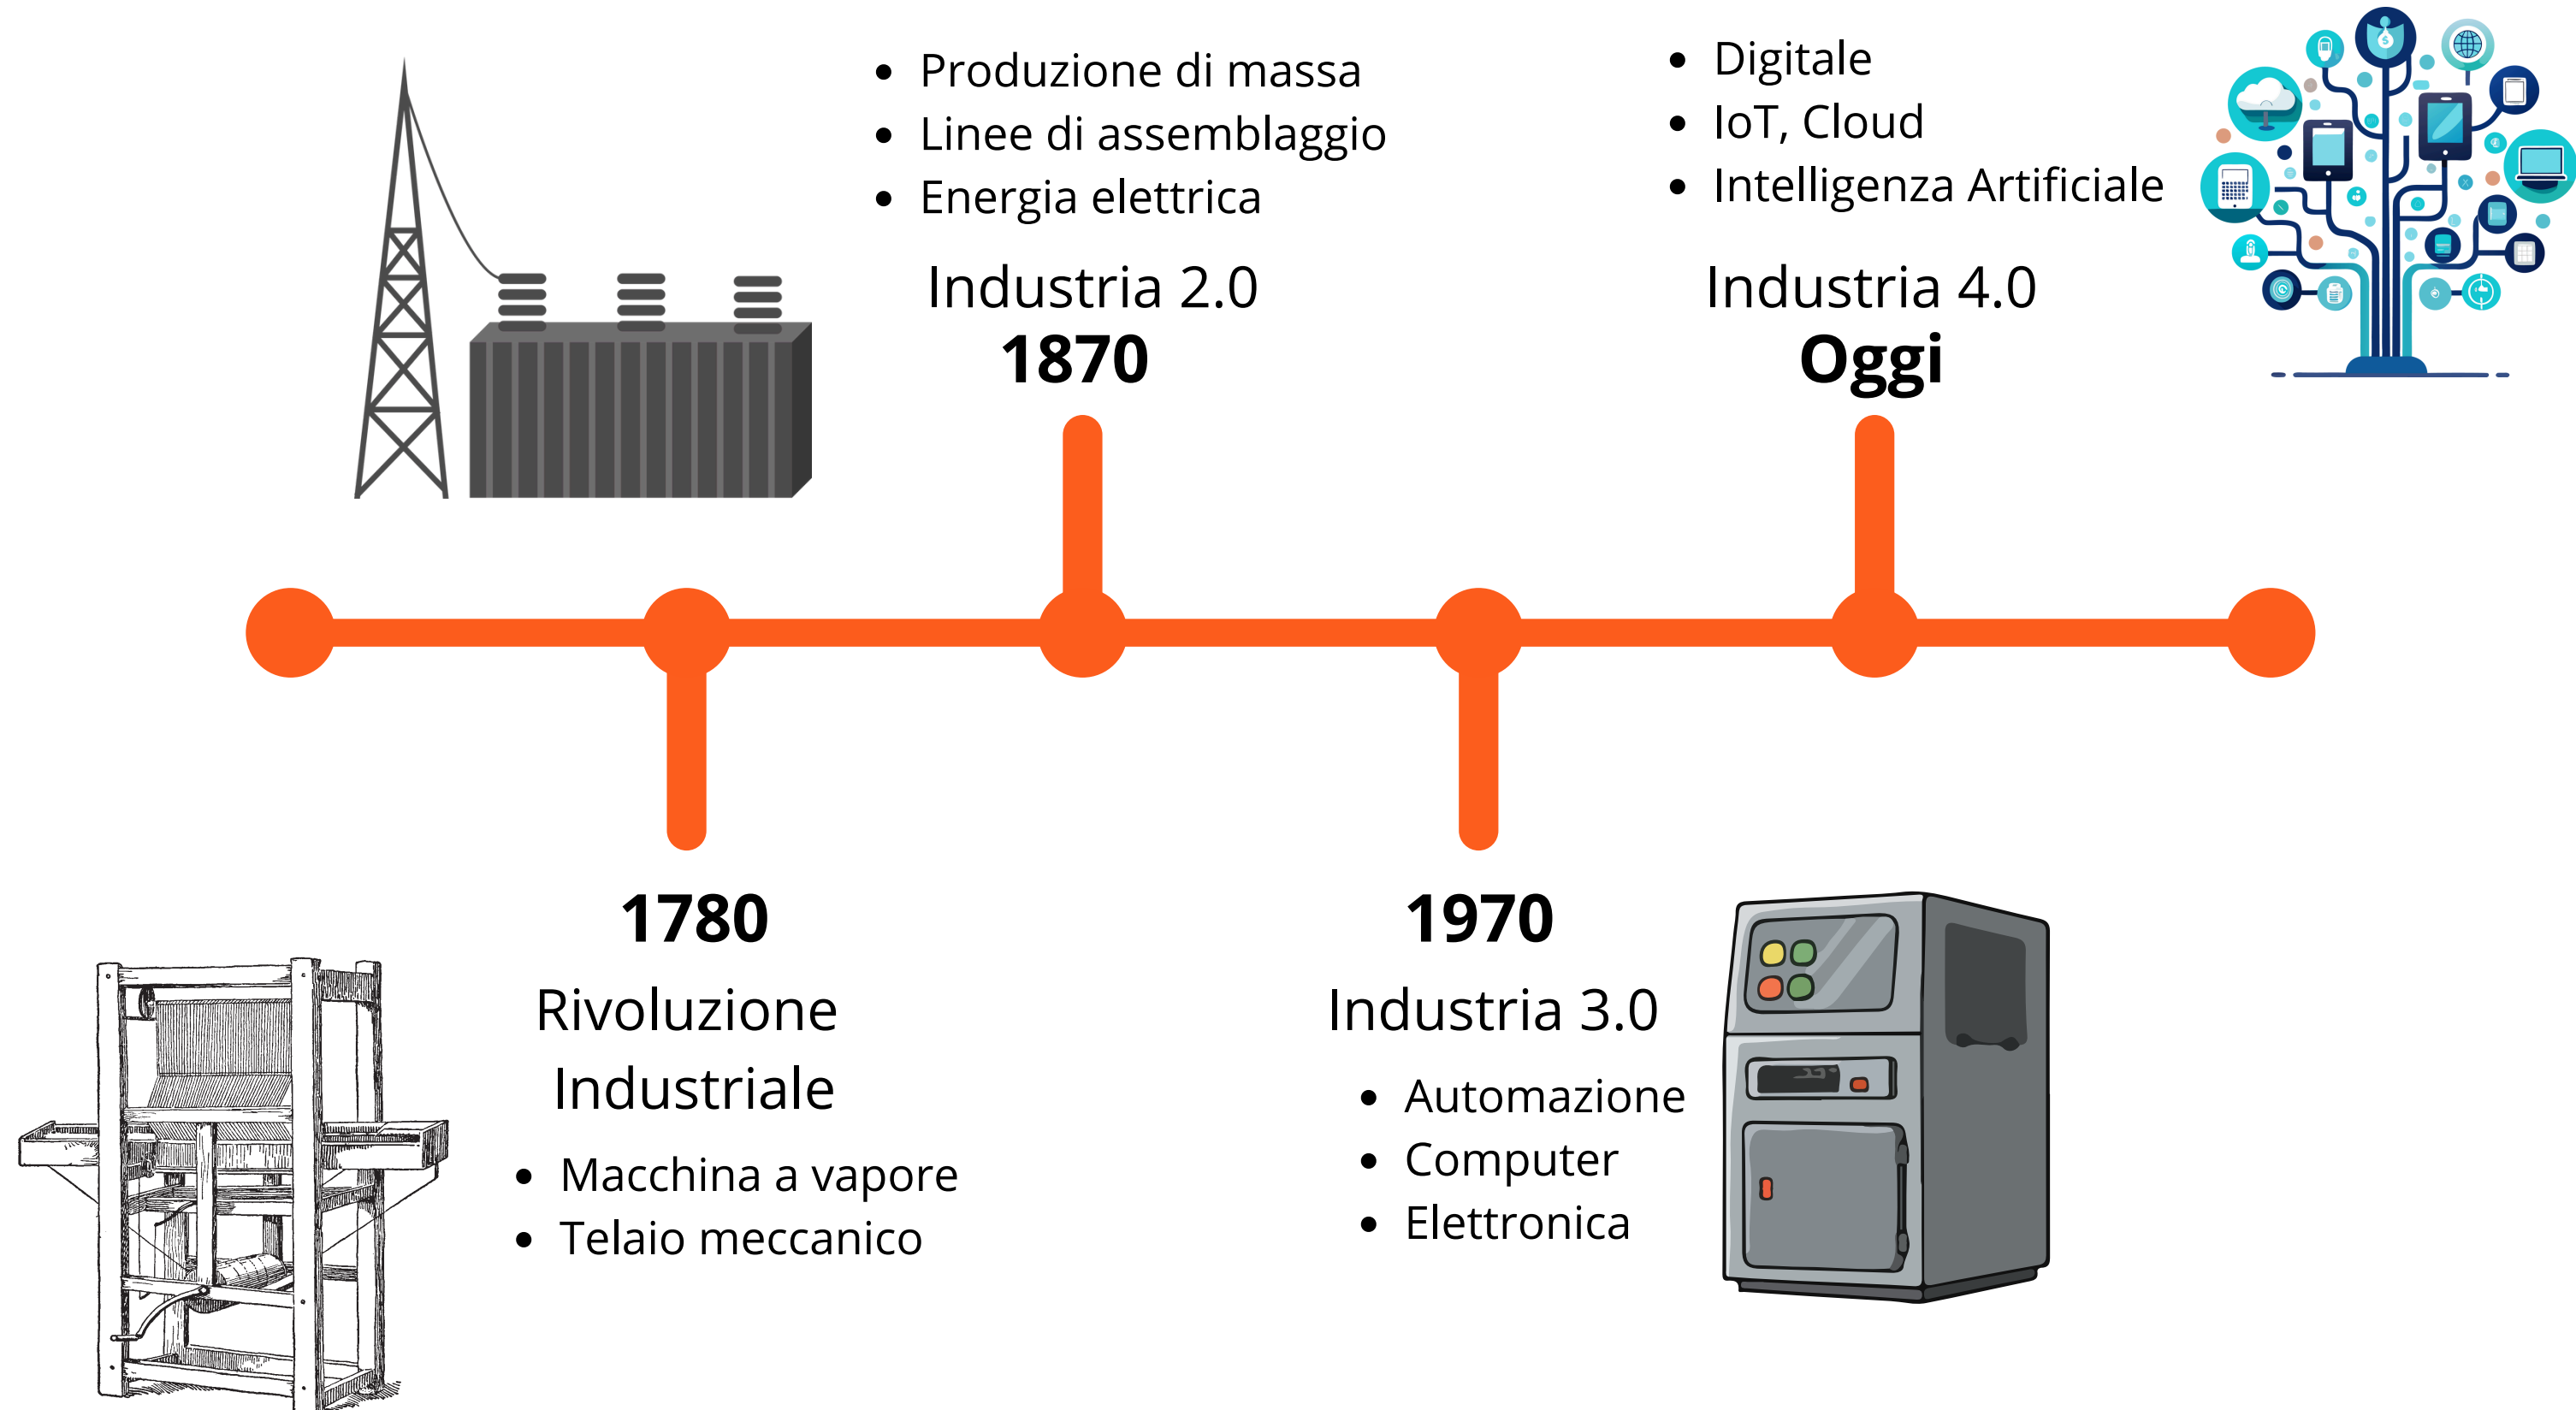 • Produzione di massa
• Linee di assemblaggio
• Energia elettrica
Industria 2.0
1870
• Digitale
• IoT, Cloud
• Intelligenza Artificiale
Industria 4.0
Oggi
1780
Rivoluzione
Industriale
• Macchina a vapore
• Telaio meccanico
1970
Industria 3.0
• Automazione
• Computer
• Elettronica